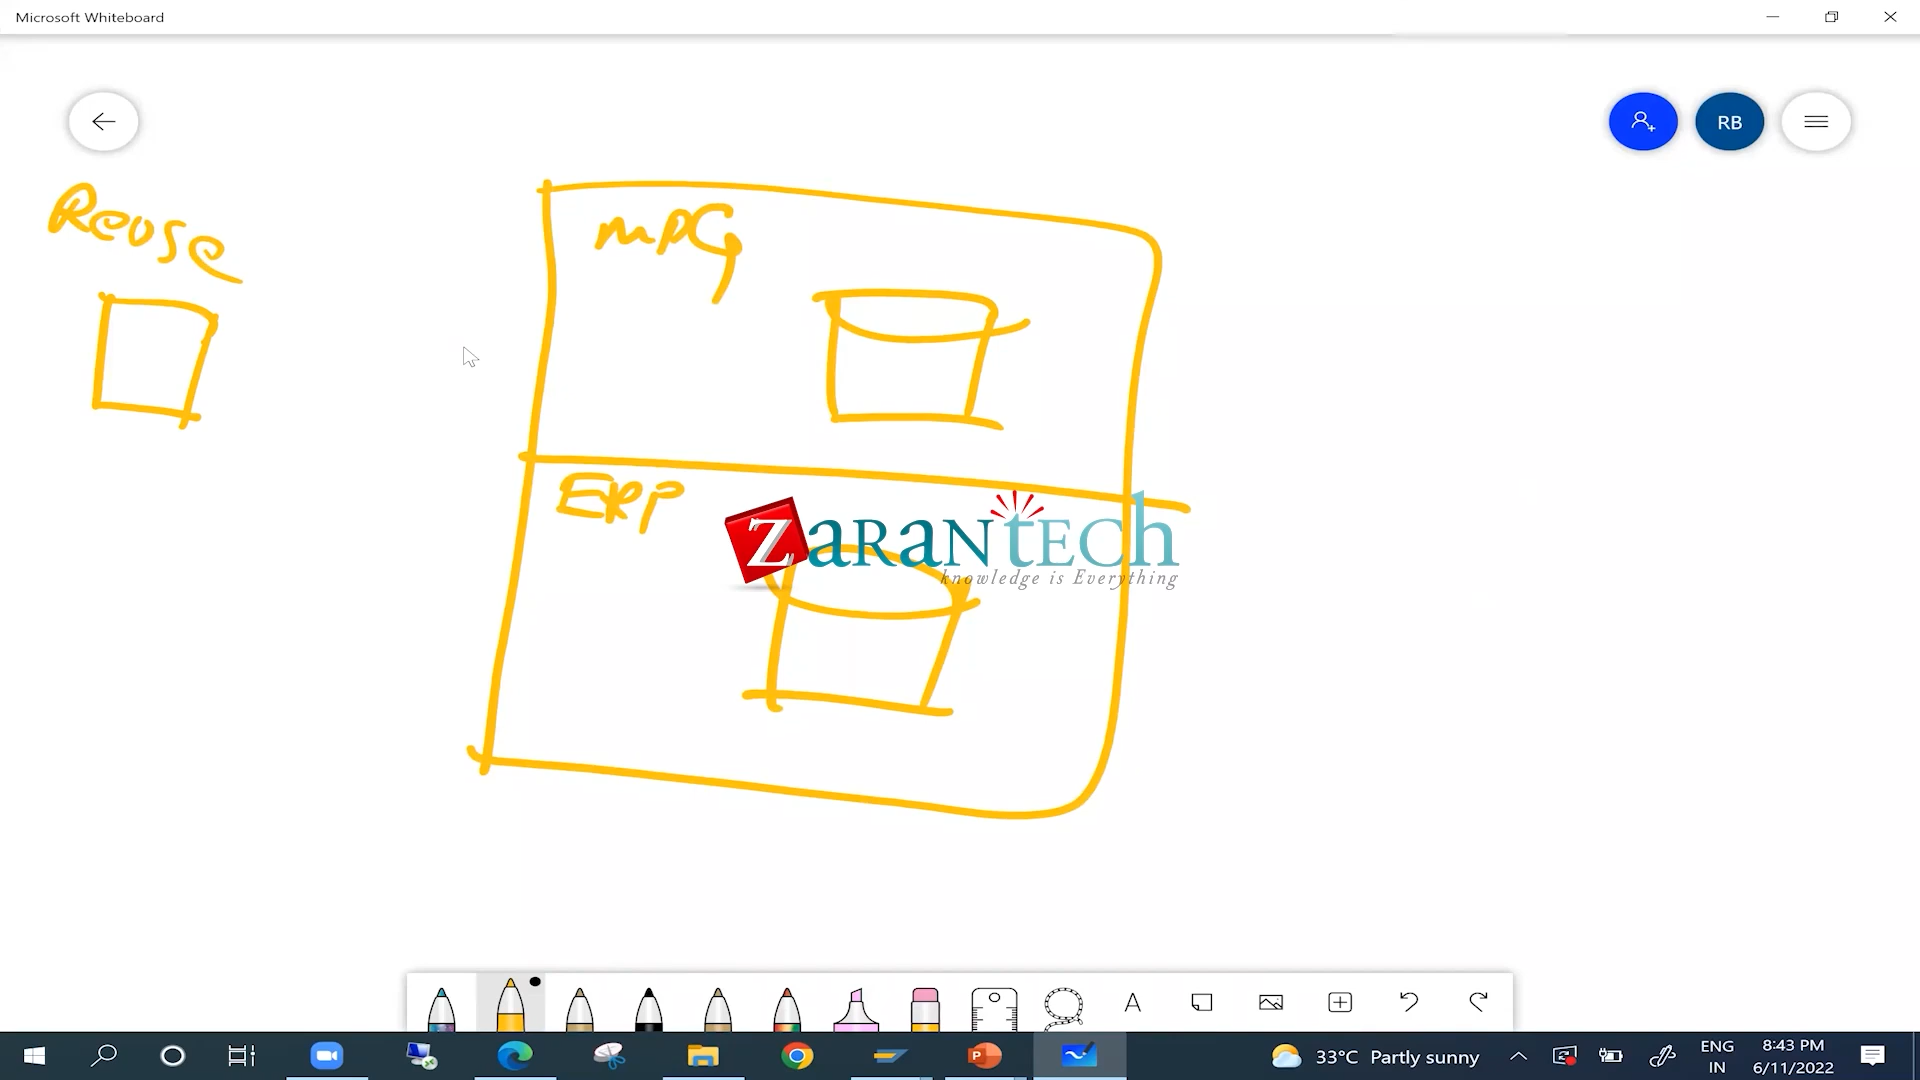 Microsoft Whiteboard
RB
Reuse
MDG
ERP
ZaranTech
knowledge is Everything
A
33°C Partly sunny
ENG
IN
8:43 PM
6/11/2022